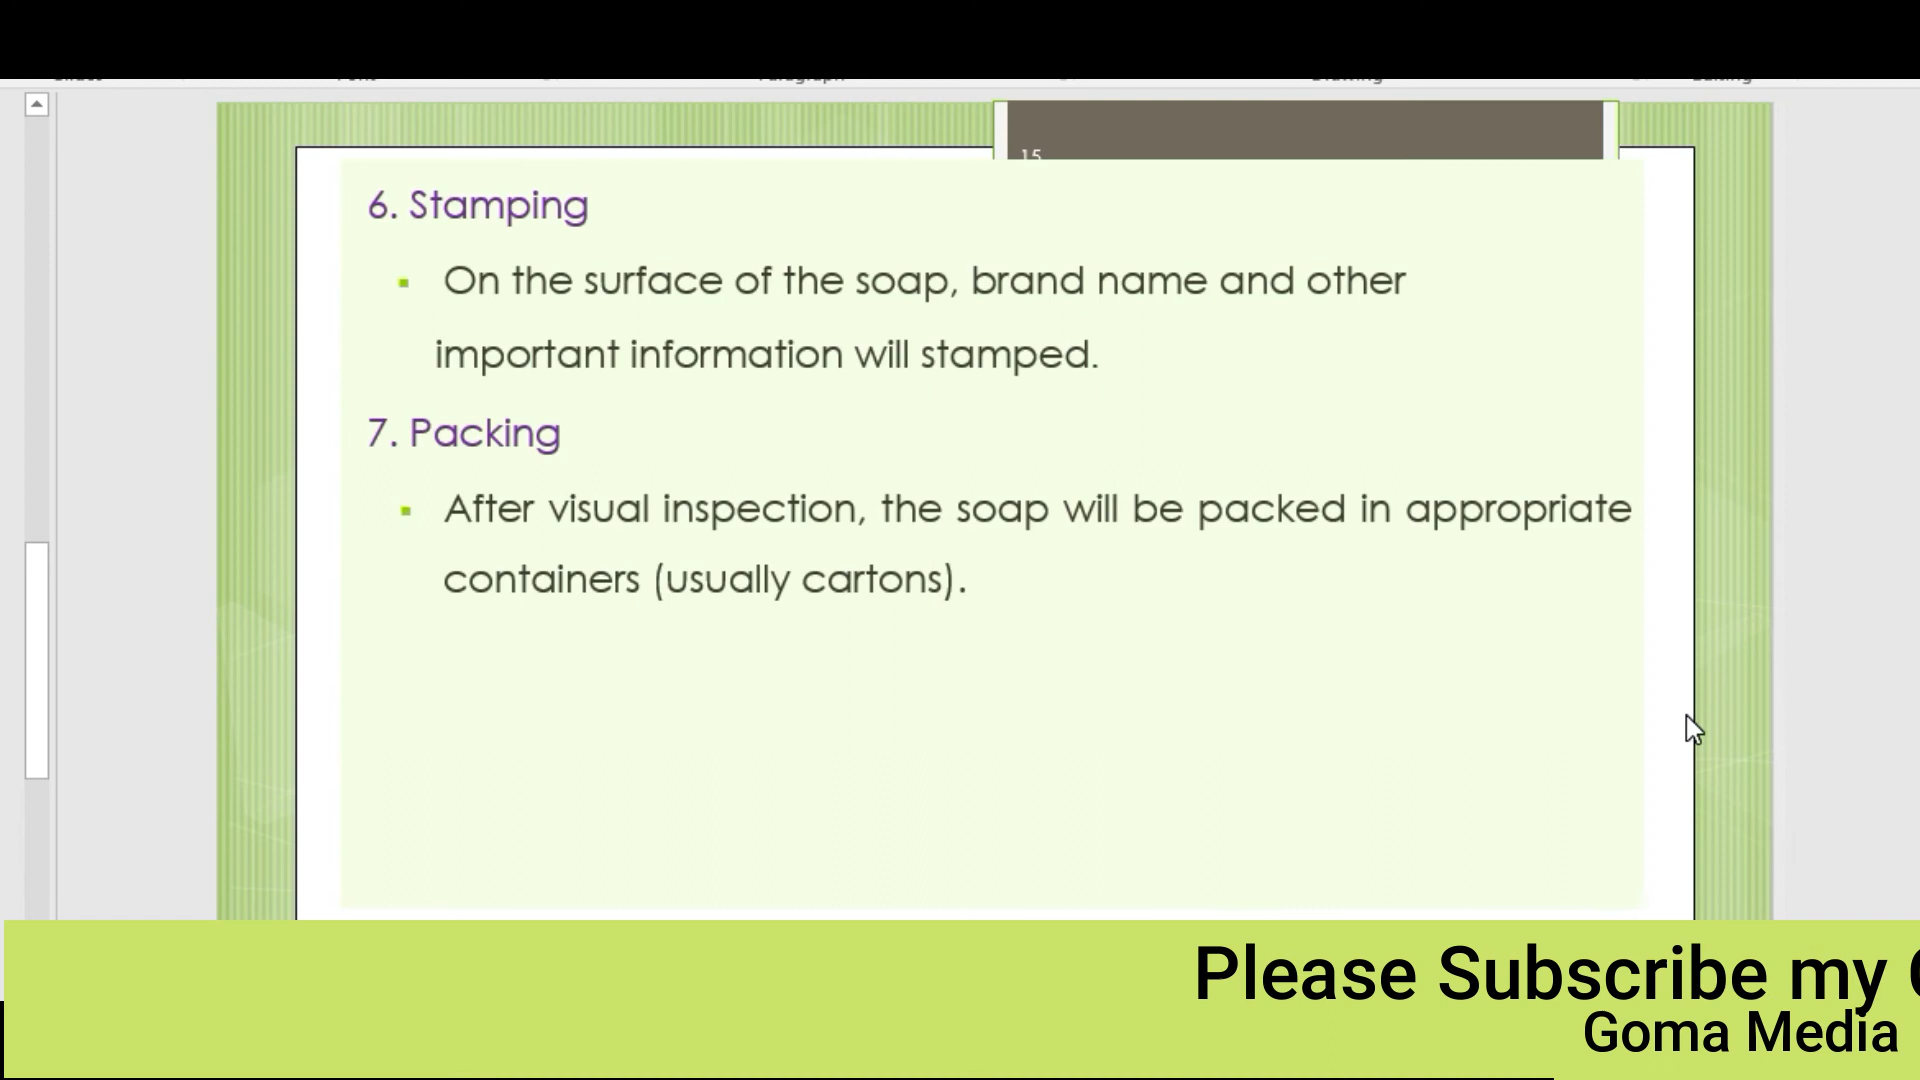 15
6. Stamping
▪ On the surface of the soap, brand name and other
important information will stamped.
7. Packing
▪ After visual inspection, the soap will be packed in appropriate
containers (usually cartons).
Please Subscribe my
Goma Media